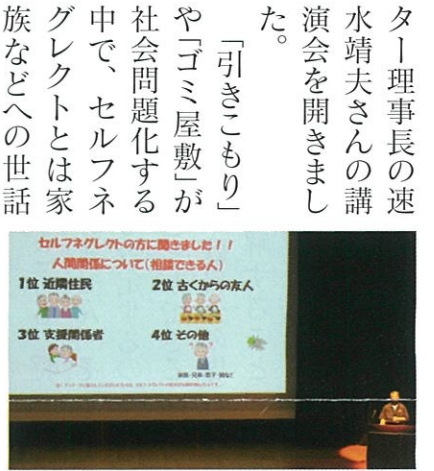 ター理事長の速
水靖夫さんの講
演会を開きまし
た。
「引きこもり」
や「ゴミ屋敷」が
社会問題化する
中で、セルフネ
グレクトとは家
族などへの世話
セルフネグレクトの方に聞きました！！
人間関係について（相談できる人）
1位 近隣住民
2位 古くからの友人
3位 支援関係者
4位 その他